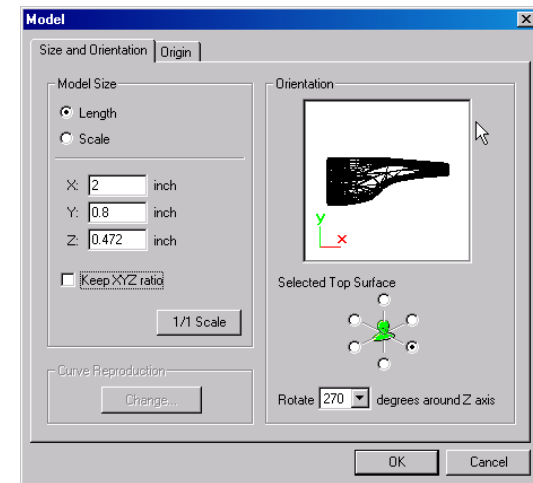 Model
Size and Orientation
Origin
Model Size
Length
Scale
X: 2 inch
Y: 0.8 inch
Z: 0.472 inch
Keep XYZ ratio
1/1 Scale
Curve Reproduction
Change...
Orientation
y
x
Selected Top Surface
Rotate 270 degrees around Z axis
OK
Cancel